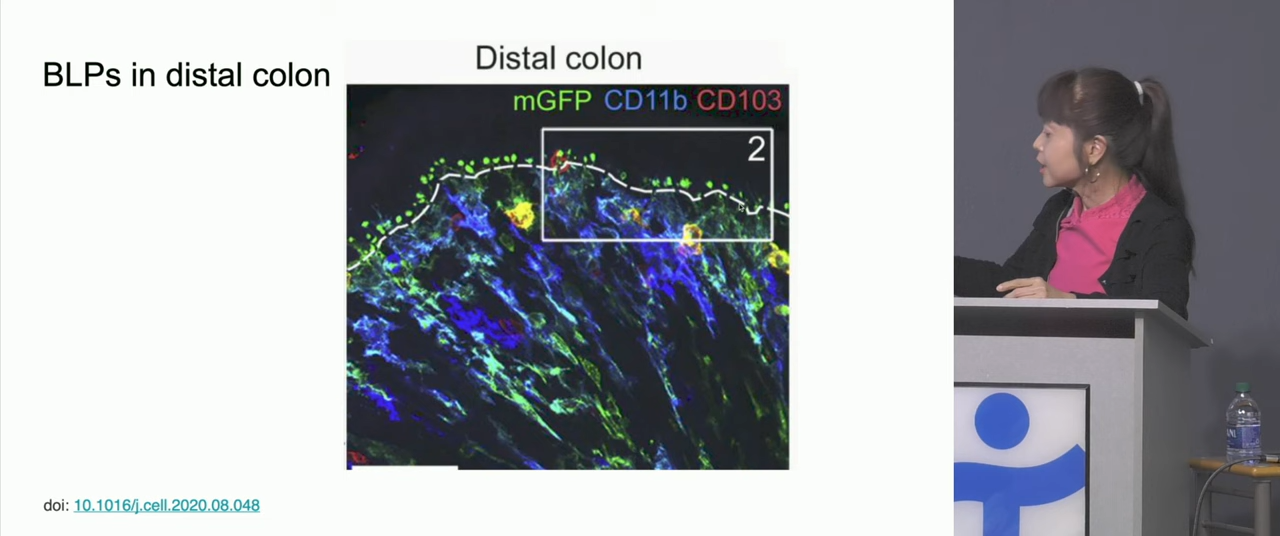 BLPs in distal colon
Distal colon
mGFP CD11b CD103
2
doi: 10.1016/j.cell.2020.08.048